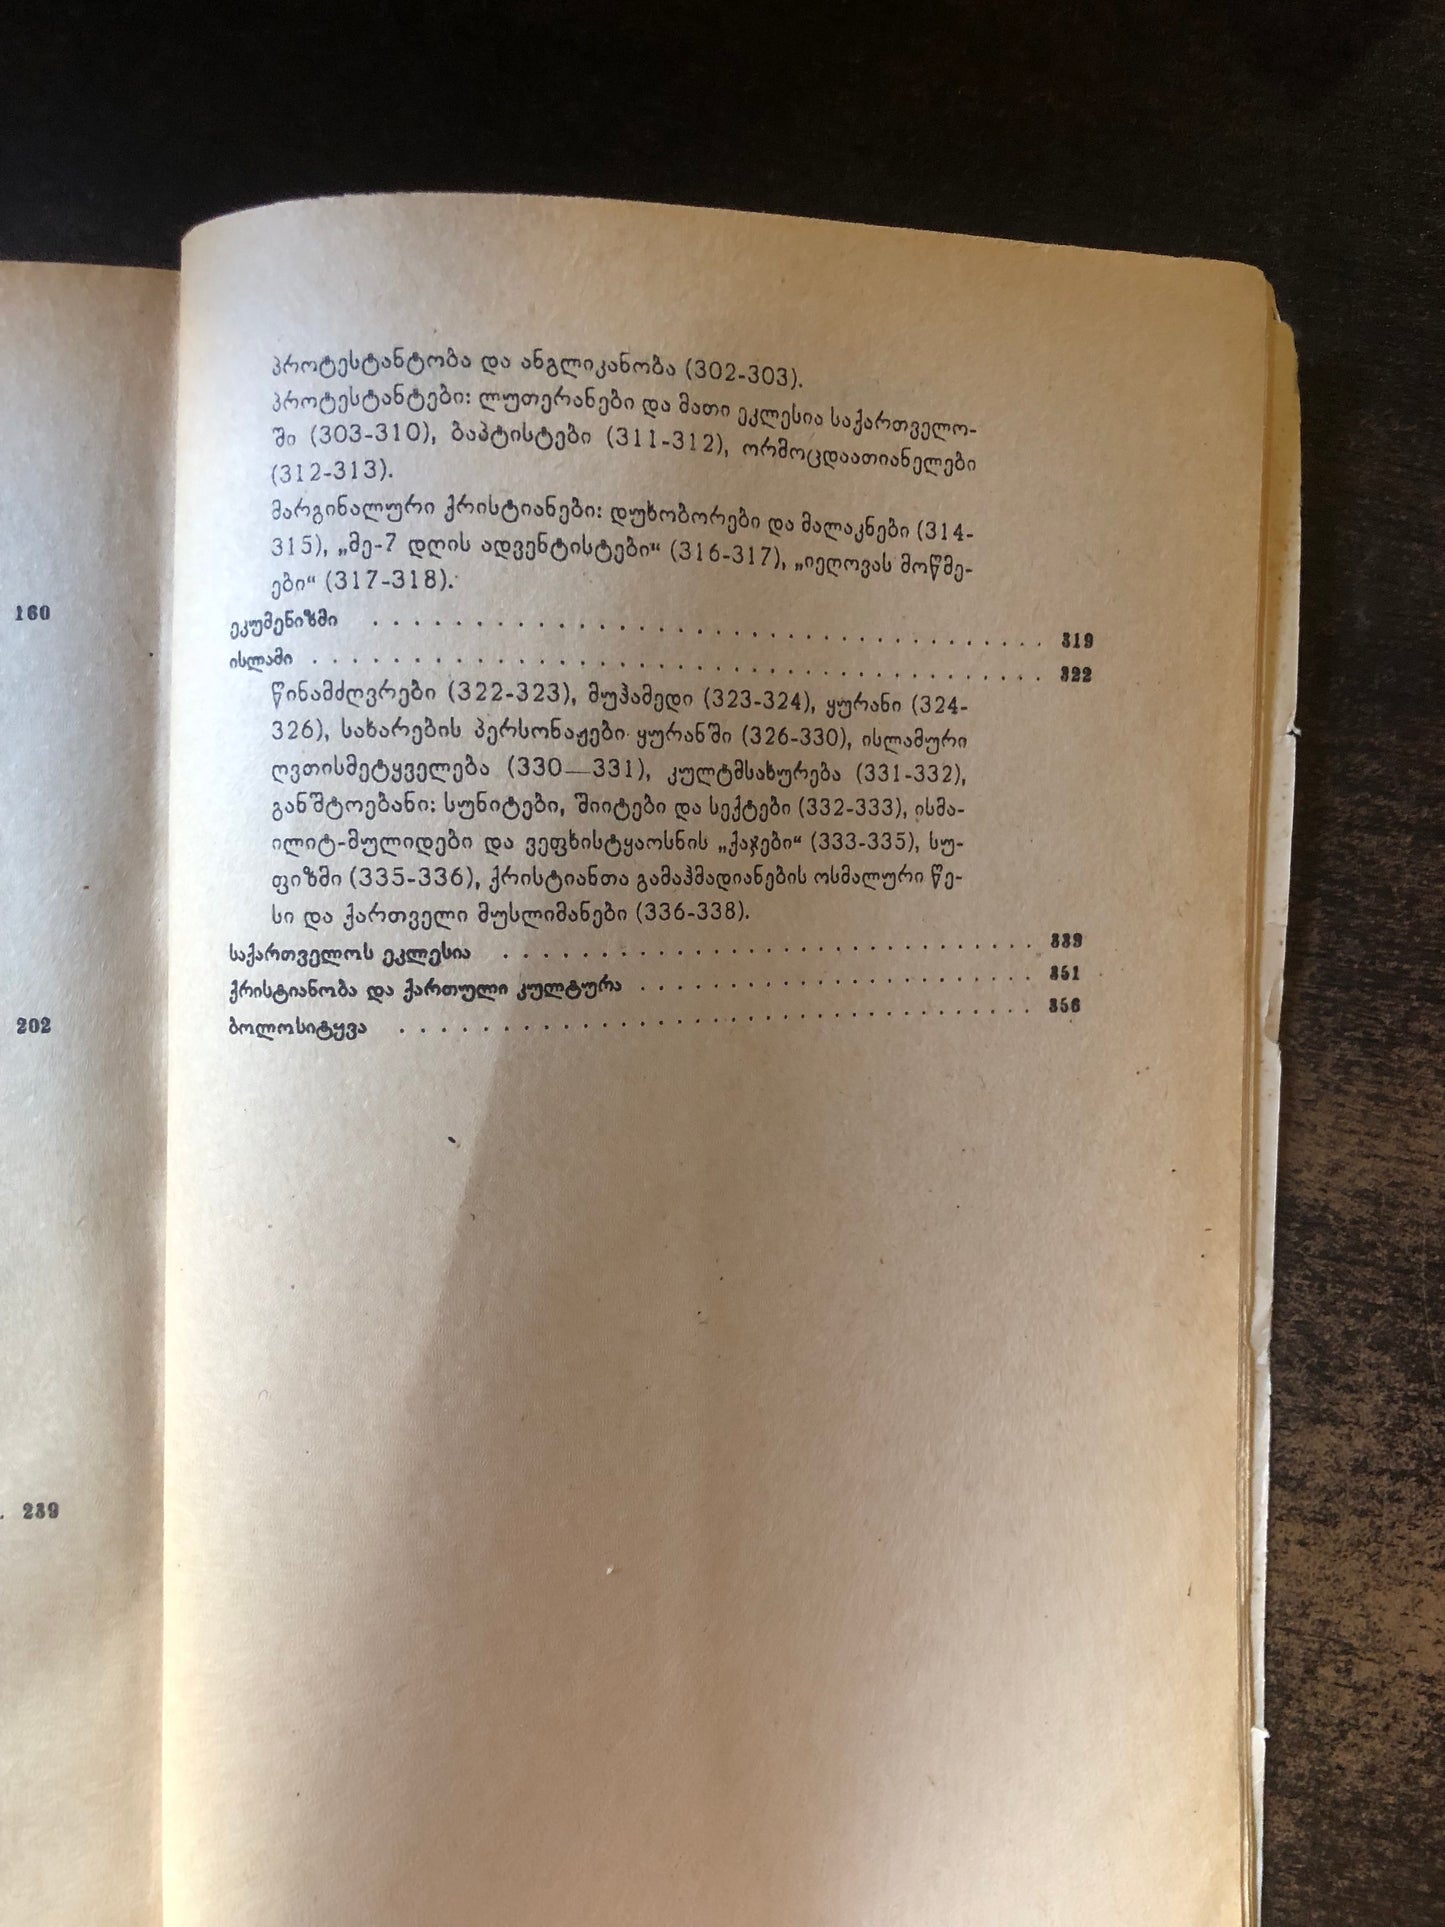 160
202
. 239
პროტესტანტობა და ანგლიკანობა (302-303).
პროტესტანტები: ლუთერანები და მათი ეკლესია საქართველო-
ში (303-310), ბაპტისტები (311-312), ორმოცდაათიანელები
(312-313).
მარგინალური ქრისტიანები: დუხობორები და მალაკნები (314-
315), „მე-7 დღის ადვენტისტები“ (316-317), „იეღოვას მოწმე-
ები“ (317-318).
ეკუმენიზმი . . . . . . . . . . . . . . . . . . . . . . . . . . . . . . . . . 319
ისლამი . . . . . . . . . . . . . . . . . . . . . . . . . . . . . . . . . . . 322
წინამძღვრები (322-323), მუჰამედი (323-324), ყურანი (324-
326), სახარების პერსონაჟები ყურანში (326-330), ისლამური
ღვთისმეტყველება (330—331), კულტმსახურება (331-332),
განშტოებანი: სუნიტები, შიიტები და სექტები (332-333), ისმა-
ილიტ-მულიდები და ვეფხისტყაოსნის „ქაჯები“ (333-335), სუ-
ფიზმი (335-336), ქრისტიანთა გამაჰმადიანების ოსმალური წე-
სი და ქართველი მუსლიმანები (336-338).
საქართველოს ეკლესია . . . . . . . . . . . . . . . . . . . . . . . . . . 339
ქრისტიანობა და ქართული კულტურა . . . . . . . . . . . . . . . . . . . 351
ბოლოსიტყვა . . . . . . . . . . . . . . . . . . . . . . . . . . . . . . . 356